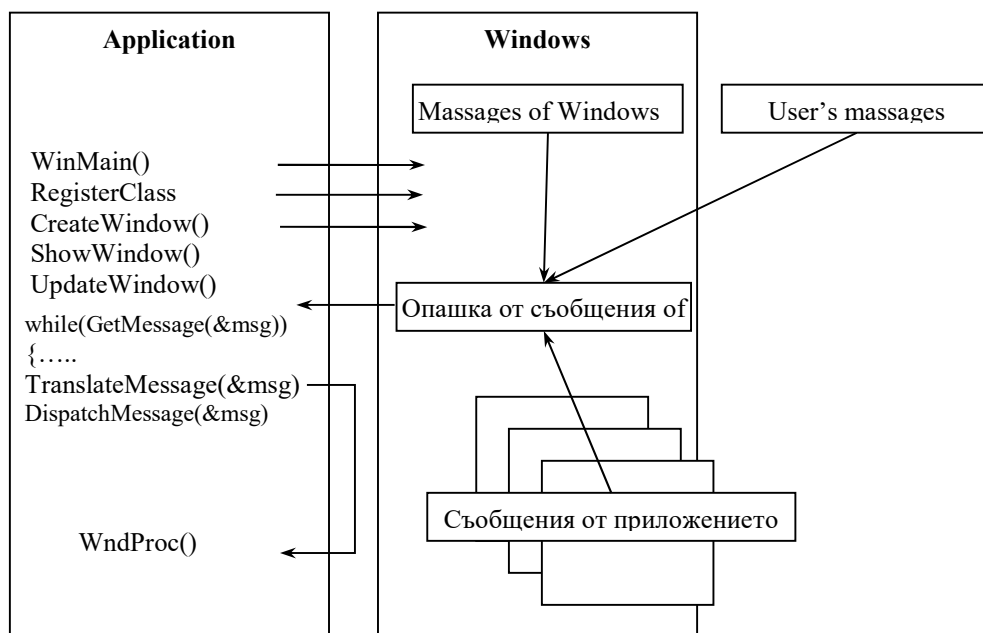 Application
WinMain()
RegisterClass
CreateWindow()
ShowWindow()
UpdateWindow()
while(GetMessage(&msg))
{…..
TranslateMessage(&msg)
DispatchMessage(&msg)
WndProc()
Windows
Massages of Windows
User’s massages
Опашка от съобщения of
Съобщения от приложението